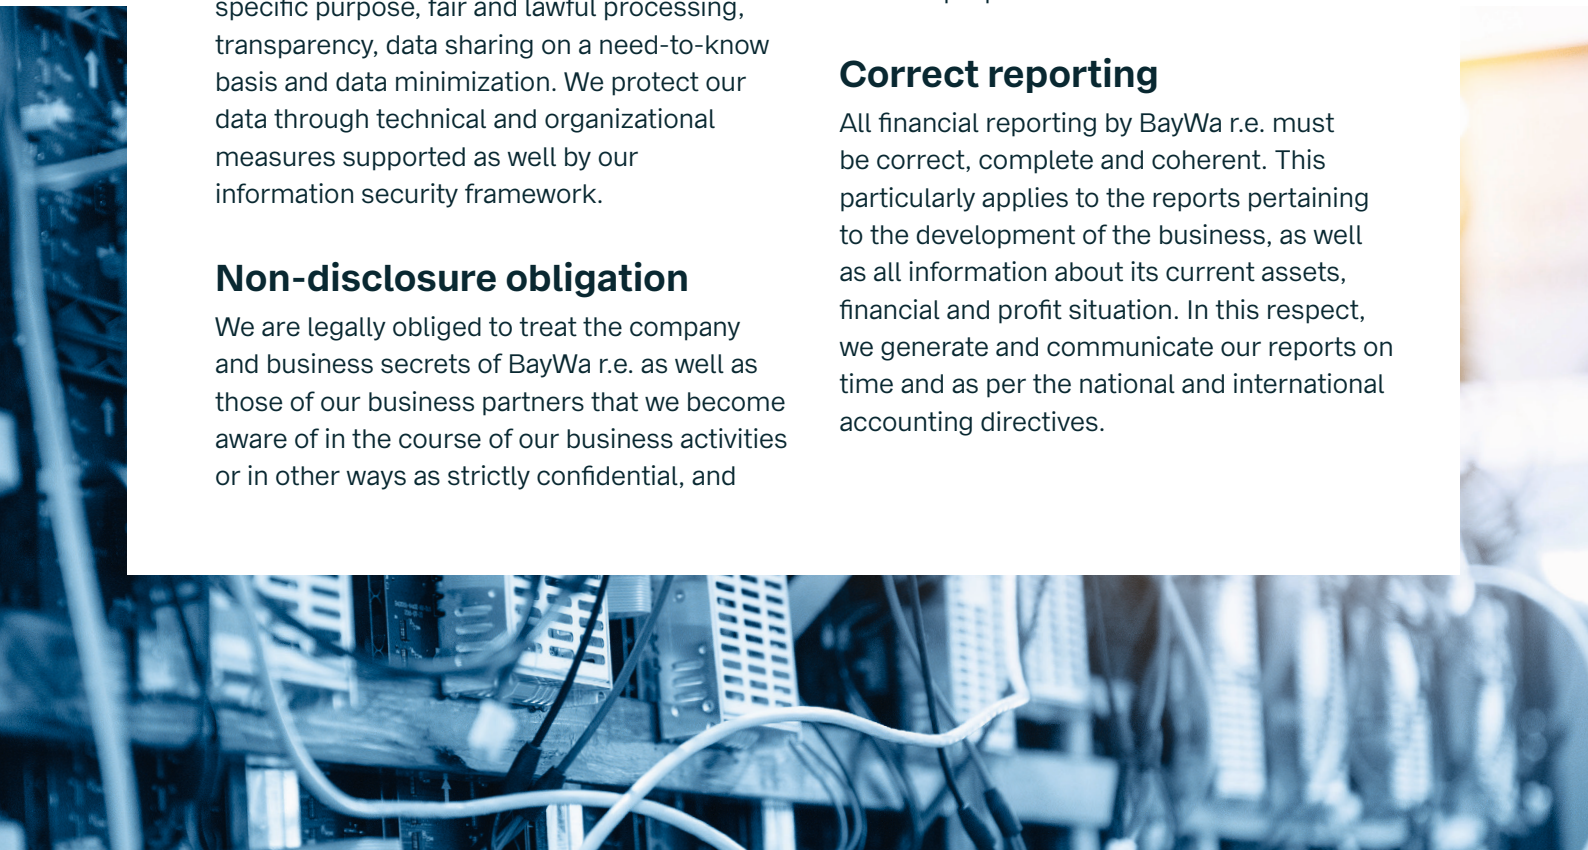 specific purpose, fair and lawful processing,
transparency, data sharing on a need-to-know
basis and data minimization. We protect our
data through technical and organizational
measures supported as well by our
information security framework.
Non-disclosure obligation
We are legally obliged to treat the company
and business secrets of BayWa r.e. as well as
those of our business partners that we become
aware of in the course of our business activities
or in other ways as strictly confidential, and
Correct reporting
All financial reporting by BayWa r.e. must
be correct, complete and coherent. This
particularly applies to the reports pertaining
to the development of the business, as well
as all information about its current assets,
financial and profit situation. In this respect,
we generate and communicate our reports on
time and as per the national and international
accounting directives.